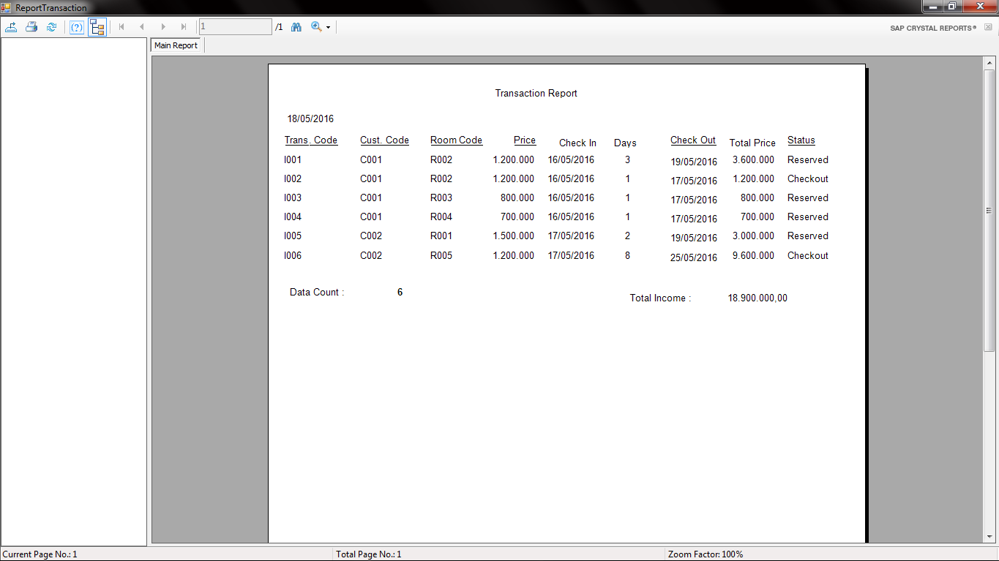 ReportTransaction
1 /1 SAP CRYSTAL REPORTS®
Main Report
Transaction Report
18/05/2016
Trans. Code Cust. Code Room Code Price Check In Days Check Out Total Price Status
I001 C001 R002 1.200.000 16/05/2016 3 19/05/2016 3.600.000 Reserved
I002 C001 R002 1.200.000 16/05/2016 1 17/05/2016 1.200.000 Checkout
I003 C001 R003 800.000 16/05/2016 1 17/05/2016 800.000 Reserved
I004 C001 R004 700.000 16/05/2016 1 17/05/2016 700.000 Reserved
I005 C002 R001 1.500.000 17/05/2016 2 19/05/2016 3.000.000 Reserved
I006 C002 R005 1.200.000 17/05/2016 8 25/05/2016 9.600.000 Checkout
Data Count : 6
Total Income : 18.900.000,00
Current Page No.: 1 Total Page No.: 1 Zoom Factor: 100%